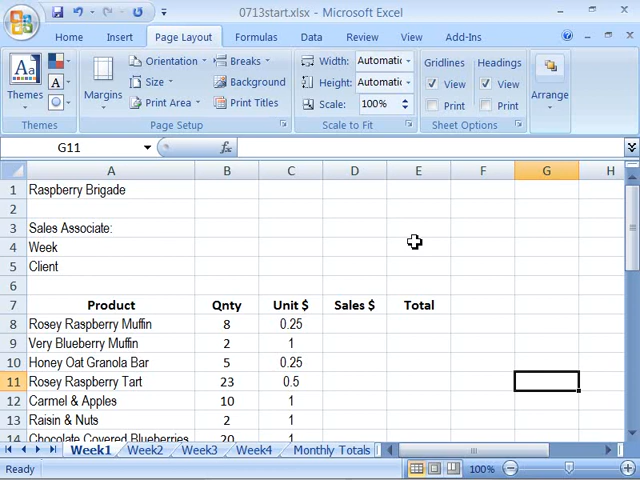 0713start.xlsx - Microsoft Excel
Home Insert Page Layout Formulas Data Review View Add-Ins
Themes
Margins
Orientation
Size
Print Area
Breaks
Background
Print Titles
Width: Automatic
Height: Automatic
Scale: 100%
Gridlines
View
Print
Headings
View
Print
Arrange
Themes Page Setup Scale to Fit Sheet Options
G11 fx
A B C D E F G H
1 Raspberry Brigade
2
3 Sales Associate:
4 Week
5 Client
6
7 Product Qnty Unit $ Sales $ Total
8 Rosey Raspberry Muffin 8 0.25
9 Very Blueberry Muffin 2 1
10 Honey Oat Granola Bar 5 0.25
11 Rosey Raspberry Tart 23 0.5
12 Carmel & Apples 10 1
13 Raisin & Nuts 2 1
14 Chocolate Covered Blueberries 20 1
Week1 Week2 Week3 Week4 Monthly Totals
Ready 100%